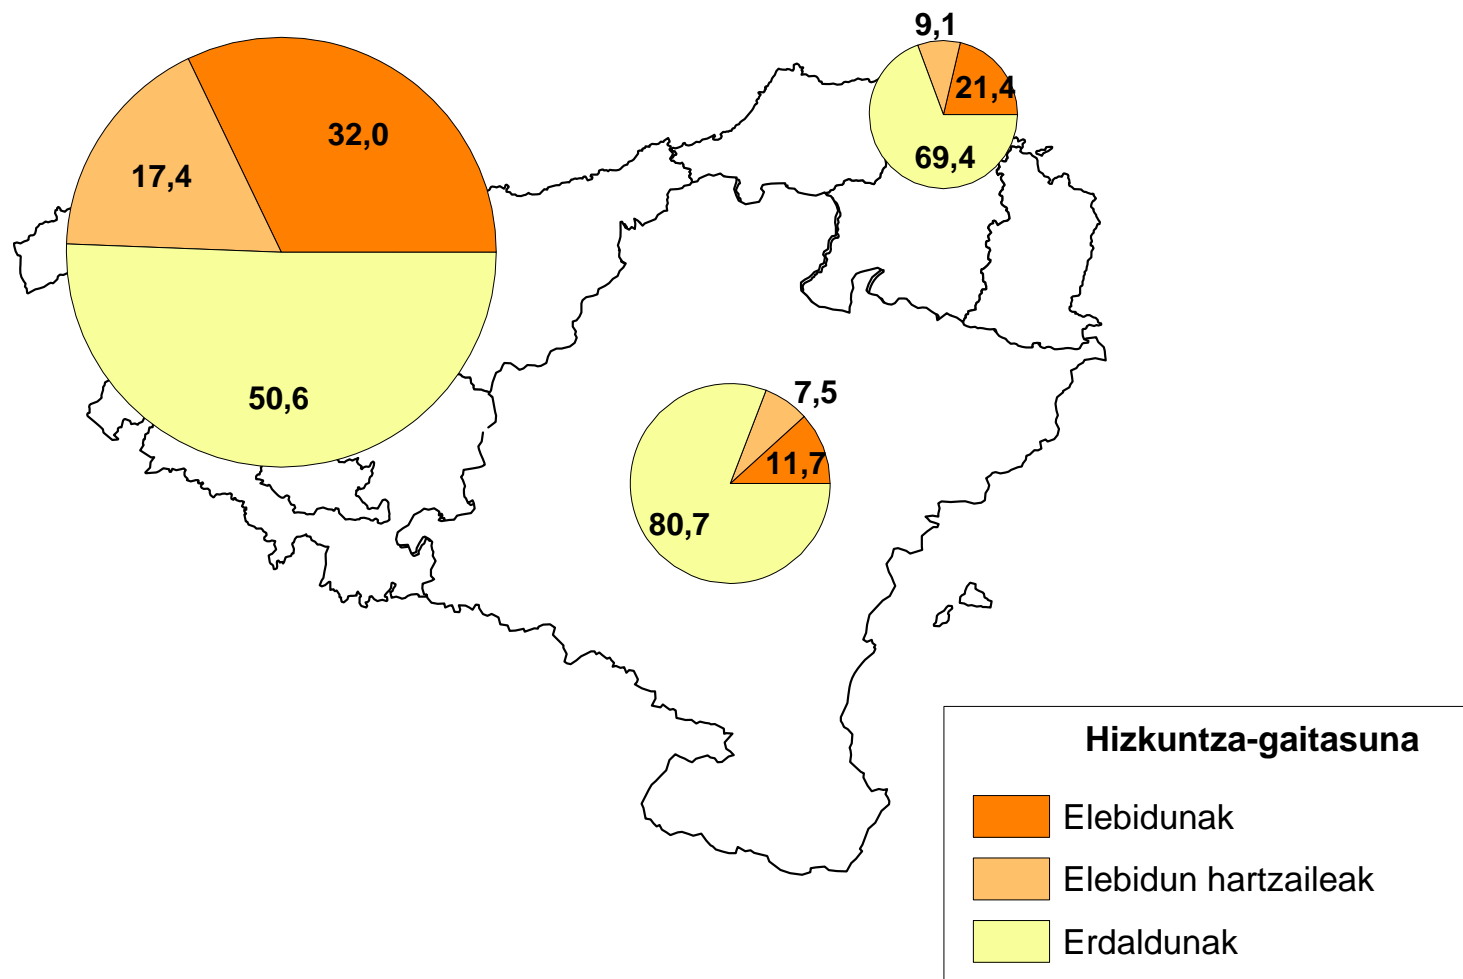 9,1
21,4
69,4
32,0
17,4
50,6
7,5
11,7
80,7
Hizkuntza-gaitasuna
Elebidunak
Elebidun hartzaileak
Erdaldunak